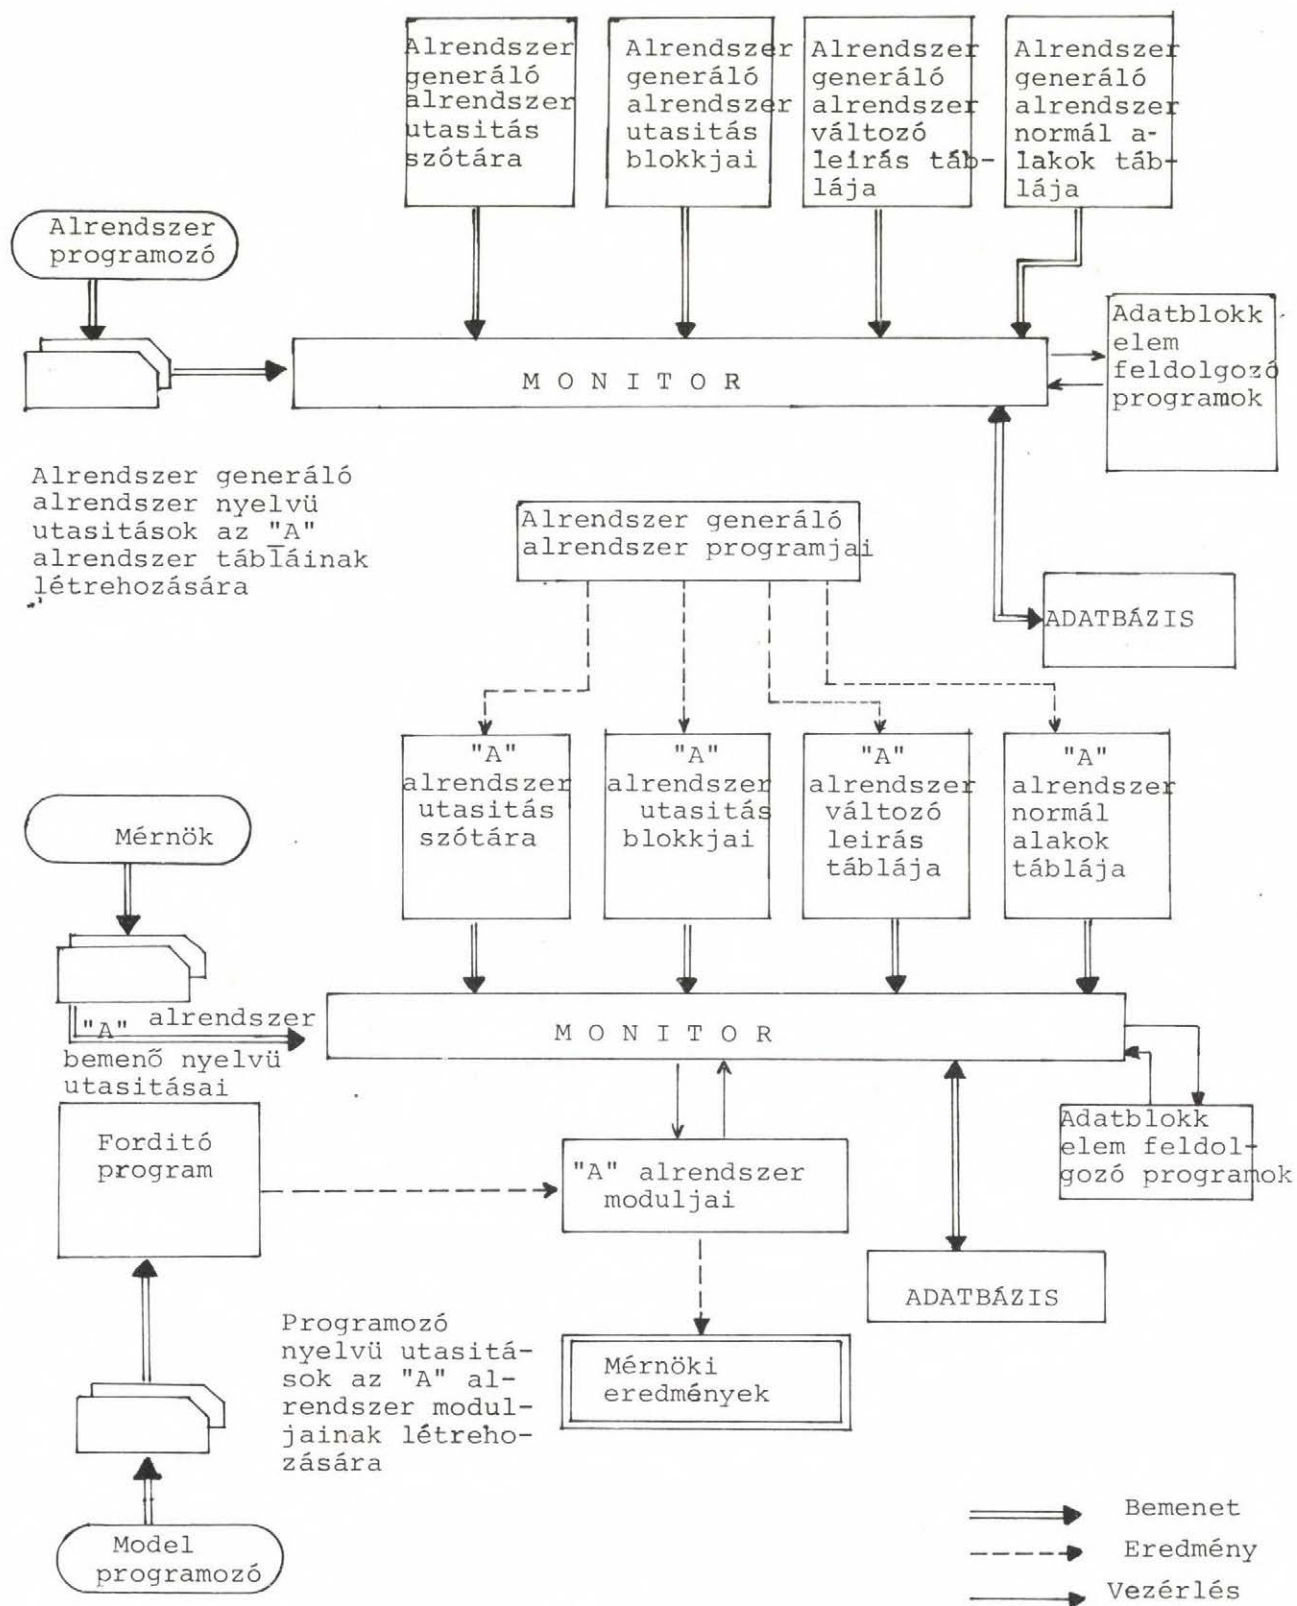 Alrendszer
generáló
alrendszer
utasitás
szótára
Alrendszer
generáló
alrendszer
utasitás
blokkjai
Alrendszer
generáló
alrendszer
változó
leirás táb-
lája
Alrendszer
generáló
alrendszer
normál a-
lakok táb-
lája
Alrendszer
programozó
MONITOR
Adatblokk
elem
feldolgozó
programok
Alrendszer generáló
alrendszer nyelvü
utasitások az "A"
alrendszer tábláinak
létrehozására
Alrendszer generáló
alrendszer programjai
ADATBÁZIS
"A"
alrendszer
utasitás
szótára
"A"
alrendszer
utasitás
blokkjai
"A"
alrendszer
változó
leirás
táblája
"A"
alrendszer
normál
alakok
táblája
Mérnök
"A" alrendszer
bemenő nyelvü
utasitásai
MONITOR
Forditó
program
"A" alrendszer
moduljai
Adatblokk
elem feldol-
gozó programok
ADATBÁZIS
Programozó
nyelvü utasitá-
sok az "A" al-
rendszer modul-
jainak létreho-
zására
Mérnöki
eredmények
Model
programozó
Bemenet
Eredmény
Vezérlés